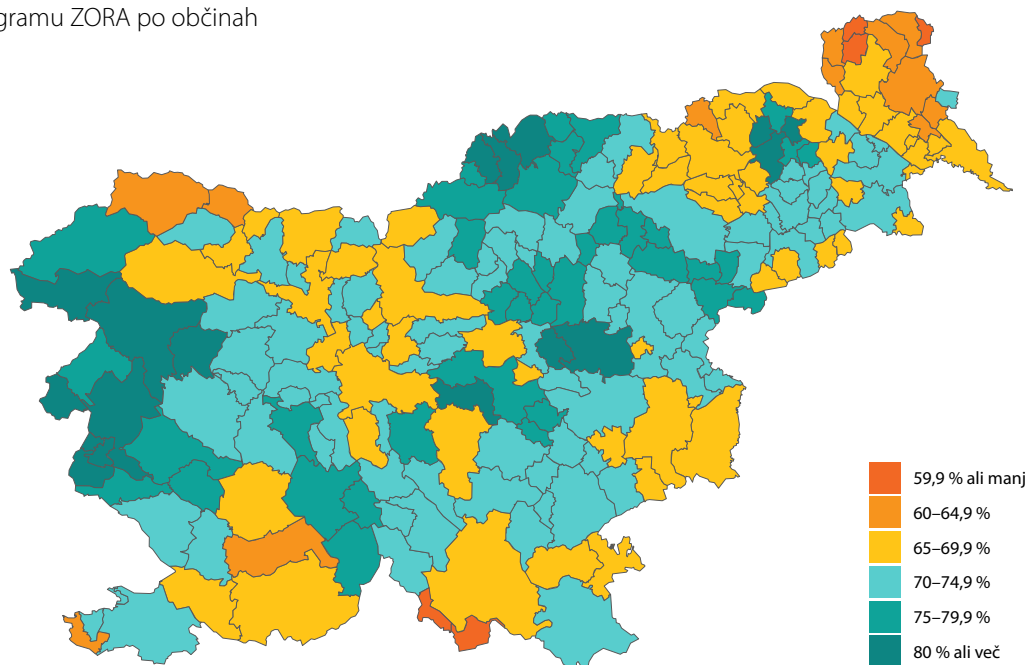 gramu ZORA po občinah
59,9 % ali manj
60–64,9 %
65–69,9 %
70–74,9 %
75–79,9 %
80 % ali več